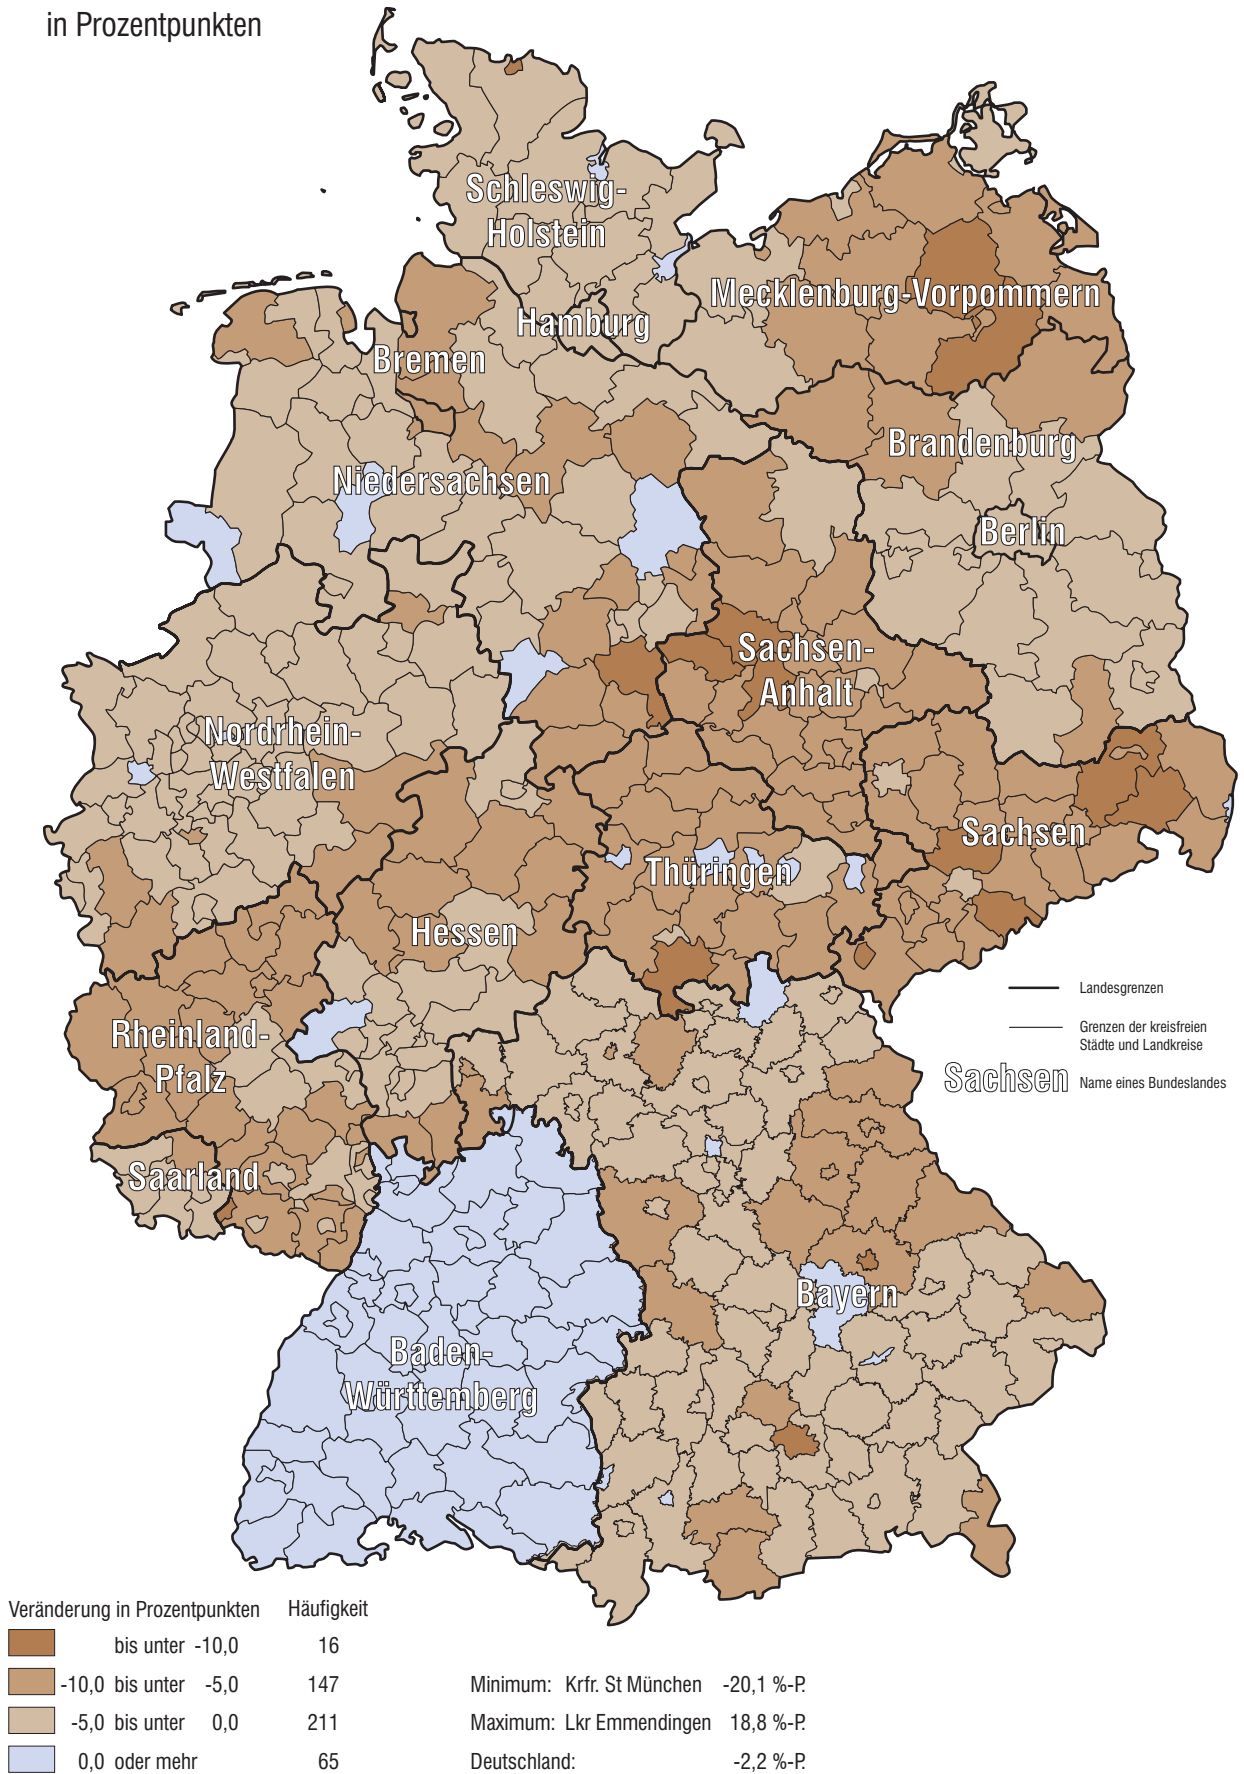 in Prozentpunkten
Schleswig-
Holstein
Mecklenburg-Vorpommern
Hamburg
Bremen
Brandenburg
Niedersachsen
Berlin
Sachsen-
Anhalt
Nordrhein-
Westfalen
Sachsen
Thüringen
Hessen
Landesgrenzen
Grenzen der kreisfreien
Städte und Landkreise
Sachsen Name eines Bundeslandes
Rheinland-
Pfalz
Saarland
Bayern
Baden-
Württemberg
Veränderung in Prozentpunkten Häufigkeit
bis unter -10,0 16
-10,0 bis unter -5,0 147
-5,0 bis unter 0,0 211
0,0 oder mehr 65
Minimum: Krfr. St München -20,1 %-P.
Maximum: Lkr Emmendingen 18,8 %-P.
Deutschland: -2,2 %-P.